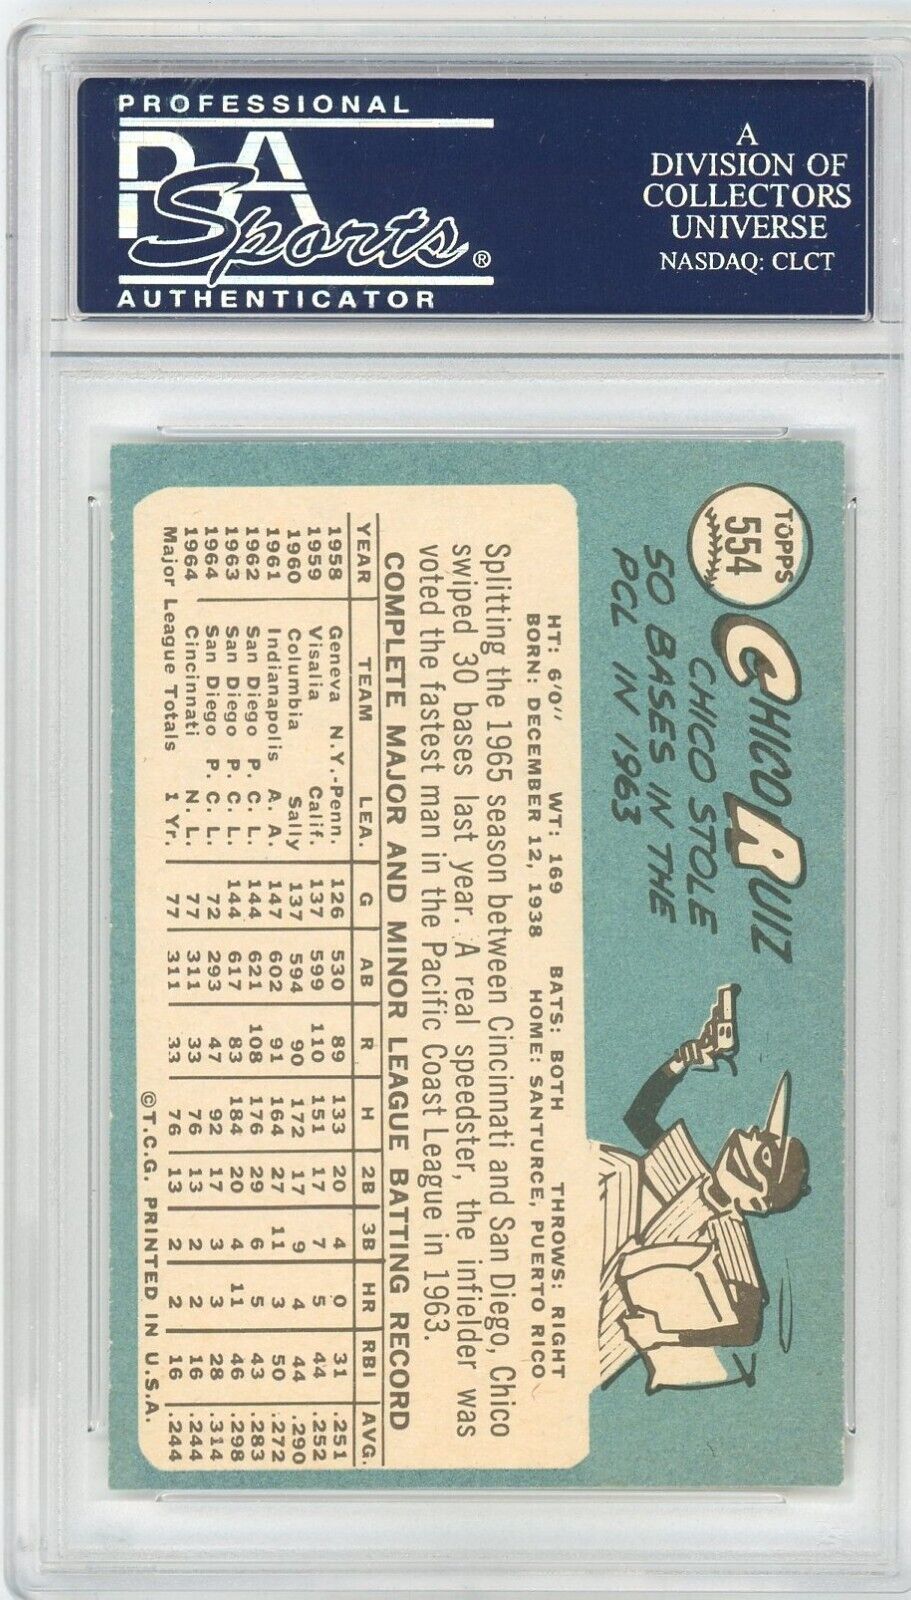 PROFESSIONAL
PSA
Sports®
AUTHENTICATOR
A
DIVISION OF
COLLECTORS
UNIVERSE
NASDAQ: CLCT
TOPPS
554
CHICO RUIZ
CHICO STOLE
50 BASES IN THE
PCL IN 1963
HT: 6'0" WT: 169 BATS: BOTH THROWS: RIGHT
BORN: DECEMBER 12, 1938 HOME: SANTURCE, PUERTO RICO
Splitting the 1965 season between Cincinnati and San Diego, Chico
swiped 30 bases last year. A real speedster, the infielder was
voted the fastest man in the Pacific Coast League in 1963.
COMPLETE MAJOR AND MINOR LEAGUE BATTING RECORD
YEAR TEAM LEA. G AB R H 2B 3B HR RBI AVG.
1958 Geneva N.Y.-Penn. 126 530 89 133 20 4 0 31 .251
1959 Visalia Calif. 137 599 110 151 17 7 5 44 .252
1960 Columbia Sally 137 594 90 172 17 9 4 44 .290
1961 Indianapolis A. A. 147 602 91 164 27 11 3 50 .272
1962 San Diego P. C. L. 144 621 108 176 29 6 5 43 .283
1963 San Diego P. C. L. 144 617 83 184 20 4 11 46 .298
1964 San Diego P. C. L. 72 293 47 92 17 3 3 28 .314
1964 Cincinnati N. L. 77 311 33 76 13 2 2 16 .244
Major League Totals 1 Yr. 77 311 33 76 13 2 2 16 .244
©T.C.G. PRINTED IN U.S.A.